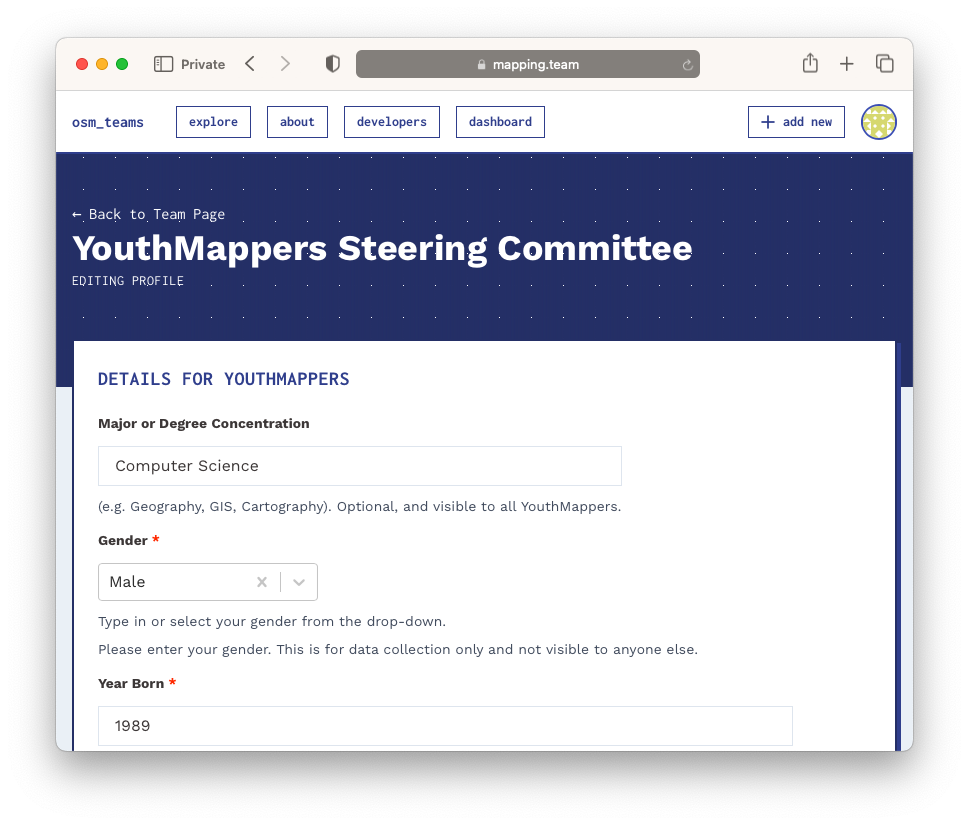 Private
mapping.team
osm_teams
explore
about
developers
dashboard
+ add new
← Back to Team Page
YouthMappers Steering Committee
EDITING PROFILE
DETAILS FOR YOUTHMAPPERS
Major or Degree Concentration
Computer Science
(e.g. Geography, GIS, Cartography). Optional, and visible to all YouthMappers.
Gender *
Male
Type in or select your gender from the drop-down.
Please enter your gender. This is for data collection only and not visible to anyone else.
Year Born *
1989